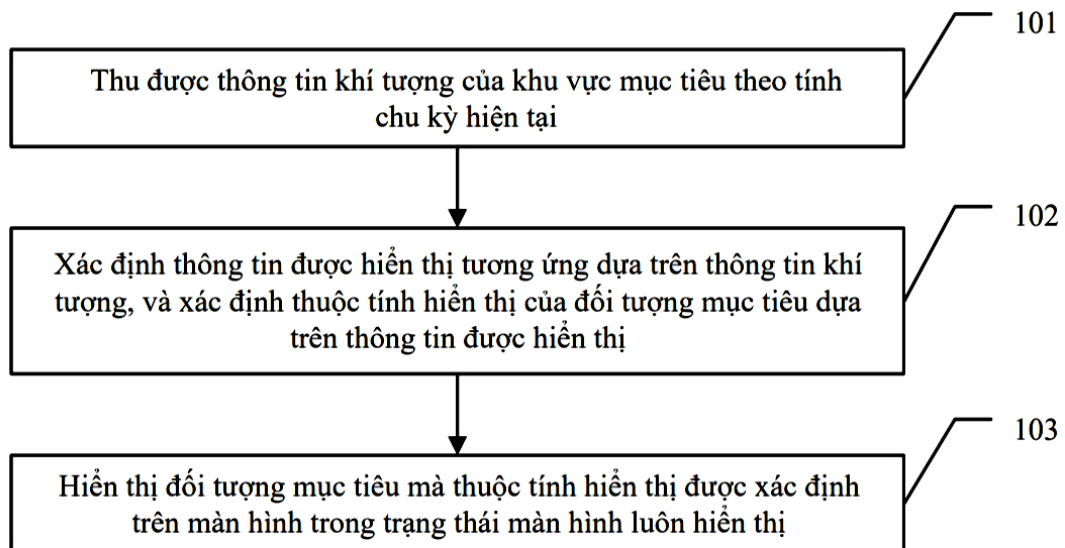 101
Thu được thông tin khí tượng của khu vực mục tiêu theo tính
chu kỳ hiện tại
102
Xác định thông tin được hiển thị tương ứng dựa trên thông tin khí
tượng, và xác định thuộc tính hiển thị của đối tượng mục tiêu dựa
trên thông tin được hiển thị
103
Hiển thị đối tượng mục tiêu mà thuộc tính hiển thị được xác định
trên màn hình trong trạng thái màn hình luôn hiển thị